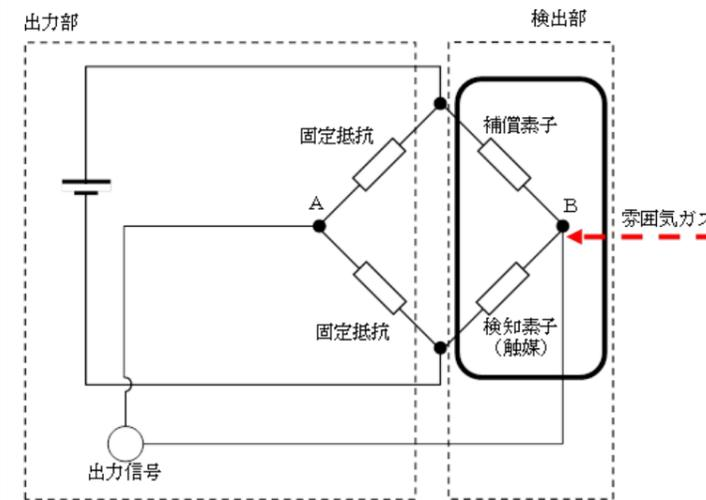 出力部
検出部
固定抵抗
補償素子
A
B
雰囲気ガス
固定抵抗
検知素子
（触媒）
出力信号